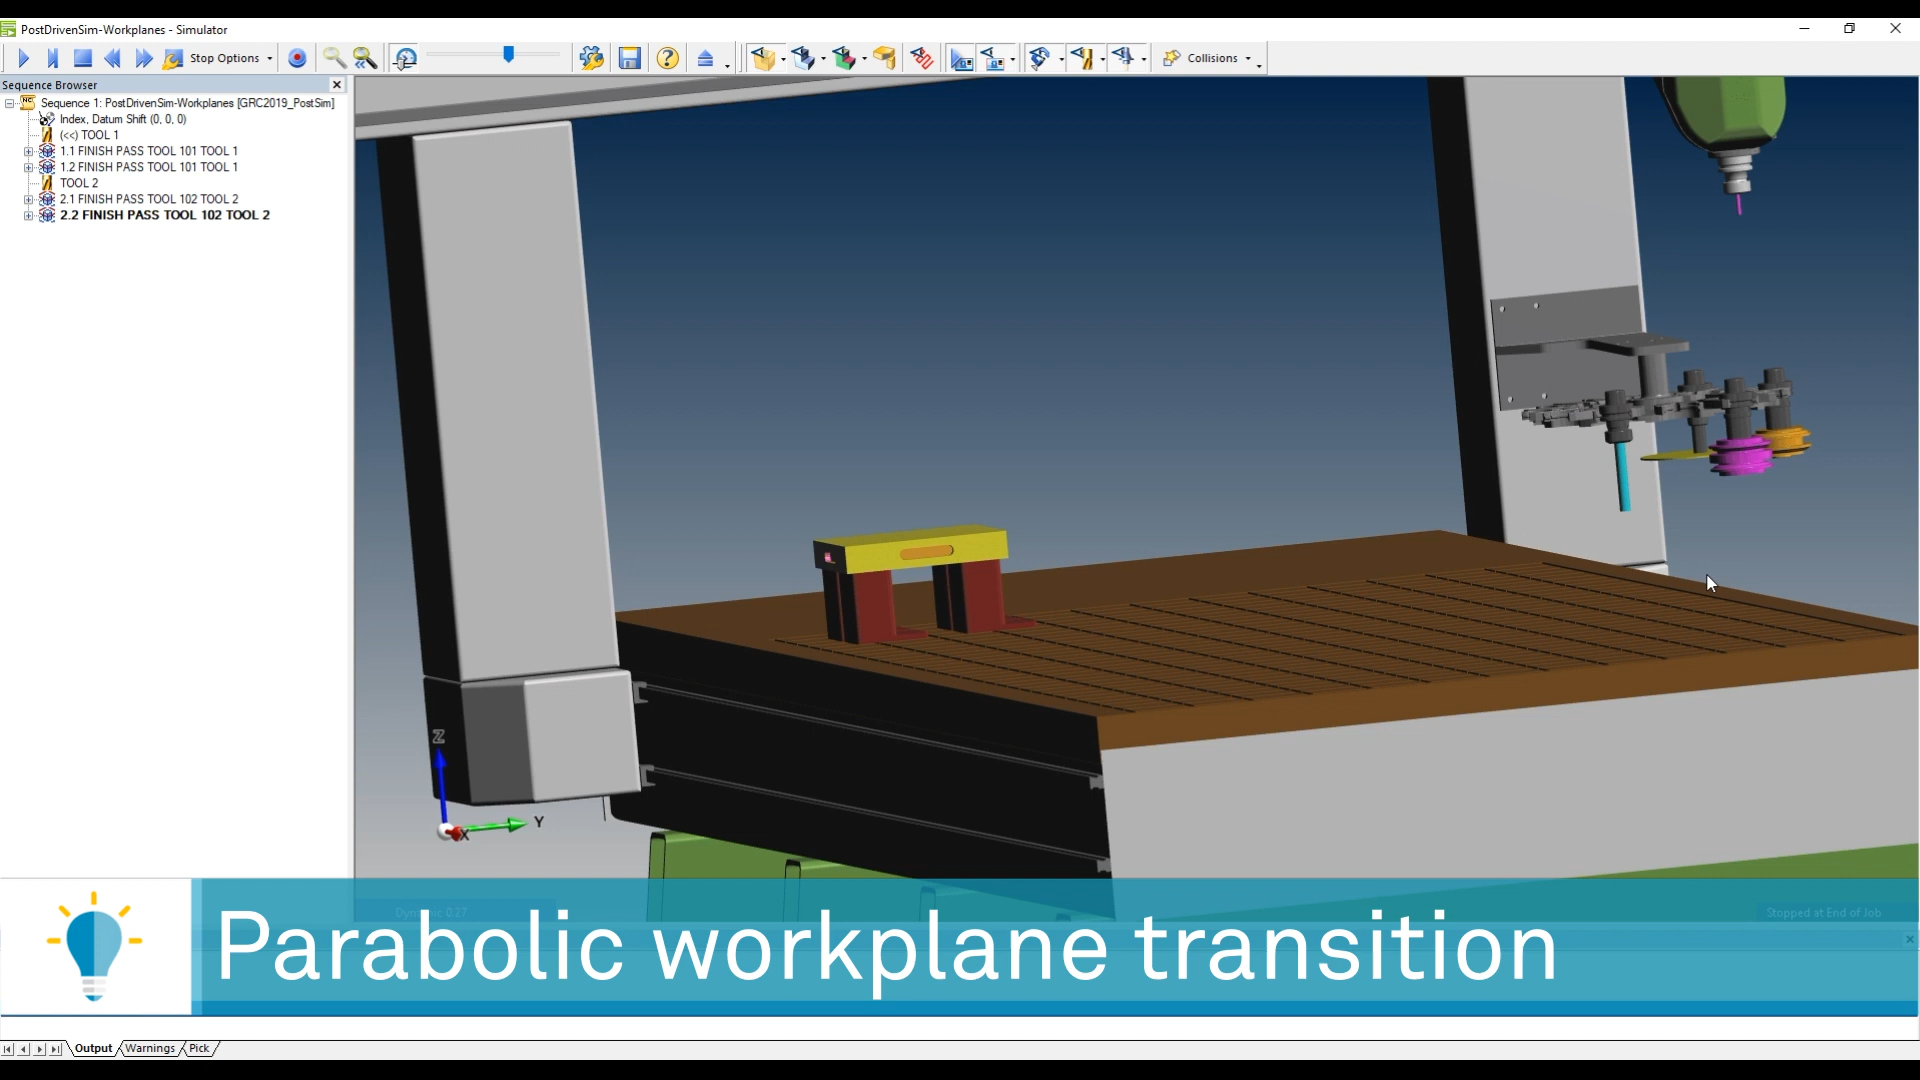 PostDrivenSim-Workplanes - Simulator
Stop Options
Collisions
Sequence Browser
Sequence 1: PostDrivenSim-Workplanes [GRC2019_PostSim]
Index, Datum Shift (0, 0, 0)
(<<) TOOL 1
1.1 FINISH PASS TOOL 101 TOOL 1
1.2 FINISH PASS TOOL 101 TOOL 1
TOOL 2
2.1 FINISH PASS TOOL 102 TOOL 2
2.2 FINISH PASS TOOL 102 TOOL 2
Z
X
Y
Dynamic 0.27
Stopped at End of Job
Parabolic workplane transition
Output
Warnings
Pick